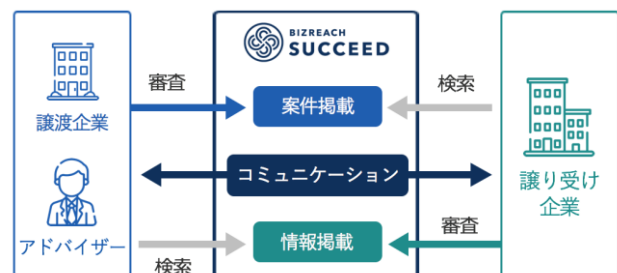 BIZREACH
SUCCEED
審査
検索
案件掲載
譲渡企業
コミュニケーション
譲り受け
企業
アドバイザー
検索
情報掲載
審査